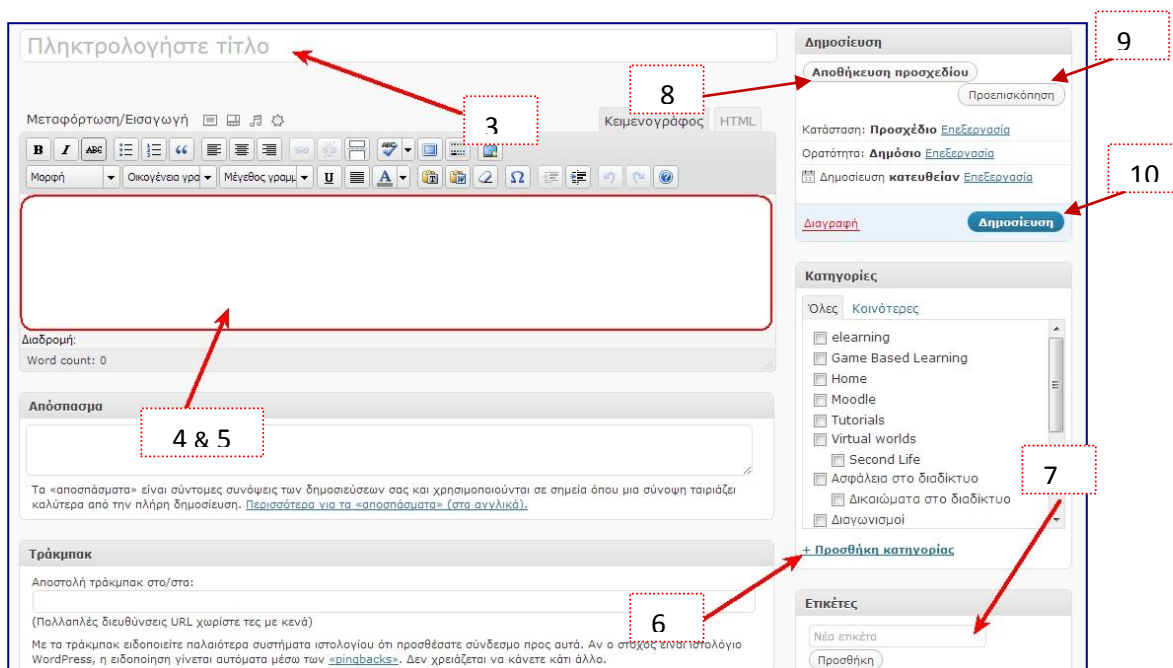 Πληκτρολογήστε τίτλο
3
Μεταφόρτωση/Εισαγωγή
Κειμενογράφος HTML
B I ABC
ABC
Μορφή Οικογένεια γρα Μέγεθος γραμμ U A
4 & 5
Διαδρομή:
Word count: 0
Απόσπασμα
Τα «αποσπάσματα» είναι σύντομες συνόψεις των δημοσιεύσεων σας και χρησιμοποιούνται σε σημεία όπου μια σύνοψη ταιριάζει
καλύτερα από την πλήρη δημοσίευση. Περισσότερα για τα «αποσπάσματα» (στα αγγλικά).
Τράκμπακ
Αποστολή τράκμπακ στο/στα:
(Πολλαπλές διευθύνσεις URL χωρίστε τες με κενά)
Με τα τράκμπακ ειδοποιείτε παλαιότερα συστήματα ιστολογίου ότι προσθέσατε σύνδεσμο προς αυτά. Αν ο στόχος είναι ιστολόγιο
WordPress, η ειδοποίηση γίνεται αυτόματα μέσω των «pingbacks». Δεν χρειάζεται να κάνετε κάτι άλλο.
Δημοσίευση
9
8
Αποθήκευση προσχεδίου
Προεπισκόπηση
Κατάσταση: Προσχέδιο Επεξεργασία
Ορατότητα: Δημόσιο Επεξεργασία
Δημοσίευση κατευθείαν Επεξεργασία
10
Διαγραφή Δημοσίευση
Κατηγορίες
Όλες Κοινότερες
elearning
Game Based Learning
Home
Moodle
Tutorials
Virtual worlds
Second Life
Ασφάλεια στο διαδίκτυο
Δικαιώματα στο διαδίκτυο
Διαγωνισμοί
7
+ Προσθήκη κατηγορίας
6
Ετικέτες
Νέα ετικέτα
Προσθήκη